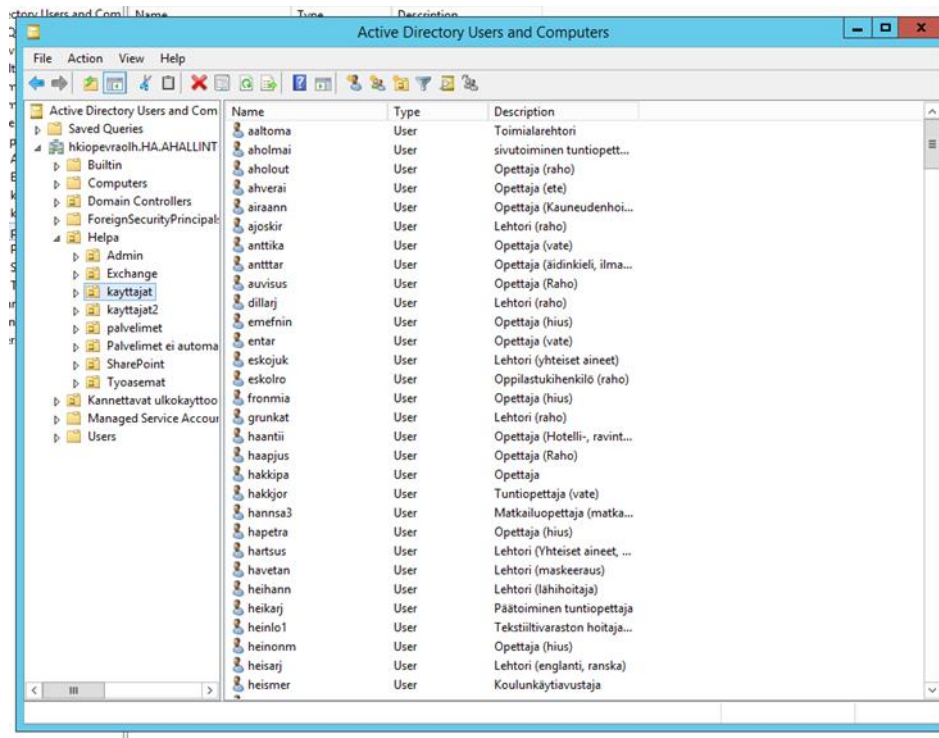 ctory Users and Com Name Type Description
Active Directory Users and Computers
File Action View Help
Active Directory Users and Com
Saved Queries
hkiopevraolh.HA.AHALLINT
Builtin
Computers
Domain Controllers
ForeignSecurityPrincipals
Helpa
Admin
Exchange
kayttajat
kayttajat2
palvelimet
Palvelimet ei automa
SharePoint
Tyoasemat
Kannettavat ulkokayttoo
Managed Service Accour
Users
Name Type Description
aaltoma User Toimialarehtori
aholmai User sivutoiminen tuntiopett...
aholout User Opettaja (raho)
ahverai User Opettaja (ete)
airaann User Opettaja (Kauneudenhoi...
ajoskir User Lehtori (raho)
anttika User Opettaja (vate)
antttar User Opettaja (äidinkieli, ilma...
auvisus User Opettaja (Raho)
dillarj User Lehtori (raho)
emefnin User Opettaja (hius)
entar User Opettaja (vate)
eskojuk User Lehtori (yhteiset aineet)
eskolro User Oppilastukihenkilö (raho)
fronmia User Opettaja (hius)
grunkat User Lehtori (raho)
haantii User Opettaja (Hotelli-, ravint...
haapjus User Opettaja (Raho)
hakkipa User Opettaja
hakkjor User Tuntiopettaja (vate)
hannsa3 User Matkailuopettaja (matka...
hapetra User Opettaja (hius)
hartsus User Lehtori (Yhteiset aineet, ...
havetan User Lehtori (maskeeraus)
heihann User Lehtori (lähihoitaja)
heikarj User Päätoiminen tuntiopettaja
heinlo1 User Tekstiiltivaraston hoitaja...
heinonm User Opettaja (hius)
heisarj User Lehtori (englanti, ranska)
heismer User Koulunkäytiavustaja